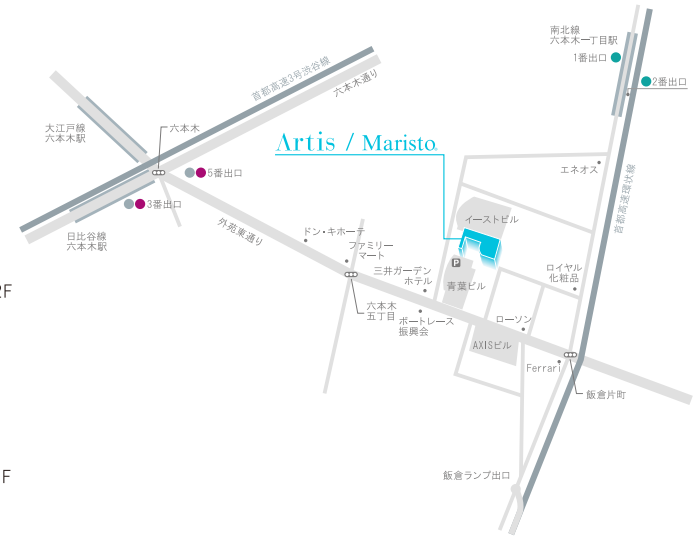 南北線
六本木一丁目駅
1番出口
2番出口
首都高速3号渋谷線
六本木通り
大江戸線
六本木駅
六本木
Artis / Maristo
エネオス
首都高速環状線
5番出口
3番出口
イーストビル
日比谷線
六本木駅
外苑東通り
ドン・キホーテ
ファミリー
マート
三井ガーデン
ホテル
P
青葉ビル
ロイヤル
化粧品
RF
六本木
五丁目
ボートレース
振興会
ローソン
AXISビル
Ferrari
飯倉片町
飯倉ランプ出口
F